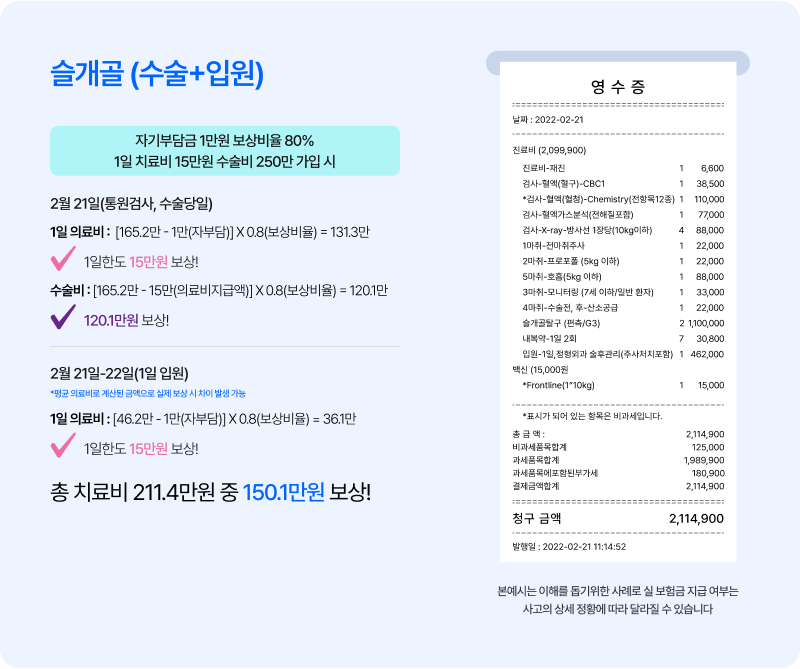 슬개골 (수술+입원)
자기부담금 1만원 보상비율 80%
1일 치료비 15만원 수술비 250만 가입 시
2월 21일(통원검사, 수술당일)
1일 의료비 : [165.2만 - 1만(자부담)] X 0.8(보상비율) = 131.3만
1일한도 15만원 보상!
수술비 : [165.2만 - 15만(의료비지급액)] X 0.8(보상비율) = 120.1만
120.1만원 보상!
2월 21일-22일(1일 입원)
*평균 의료비로 계산된 금액으로 실제 보상 시 차이 발생 가능
1일 의료비 : [46.2만 - 1만(자부담)] X 0.8(보상비율) = 36.1만
1일한도 15만원 보상!
총 치료비 211.4만원 중 150.1만원 보상!
영 수 증
날짜 : 2022-02-21
진료비 (2,099,900)
진료비-재진 1 6,600
검사-혈액(혈구)-CBC1 1 38,500
*검사-혈액(혈청)-Chemistry(전항목12종) 1 110,000
검사-혈액가스분석(전해질포함) 1 77,000
검사-X-ray-방사선 1장당(10kg이하) 4 88,000
1마취-전마취주사 1 22,000
2마취-프로포폴 (5kg 이하) 1 22,000
5마취-호흡(5kg 이하) 1 88,000
3마취-모니터링 (7세 이하/일반 환자) 1 33,000
4마취-수술전, 후-산소공급 1 22,000
슬개골탈구 (편측/G3) 2 1,100,000
내복약-1일 2회 7 30,800
입원-1일,정형외과 술후관리(주사처치포함) 1 462,000
백신 (15,000원
*Frontline(1"10kg) 1 15,000
*표시가 되어 있는 항목은 비과세입니다.
총 금 액 : 2,114,900
비과세품목합계 125,000
과세품목합계 1,989,900
과세품목에포함된부가세 180,900
결제금액합계 2,114,900
청구 금액 2,114,900
발행일 : 2022-02-21 11:14:52
본예시는 이해를 돕기위한 사례로 실 보험금 지급 여부는
사고의 상세 정황에 따라 달라질 수 있습니다